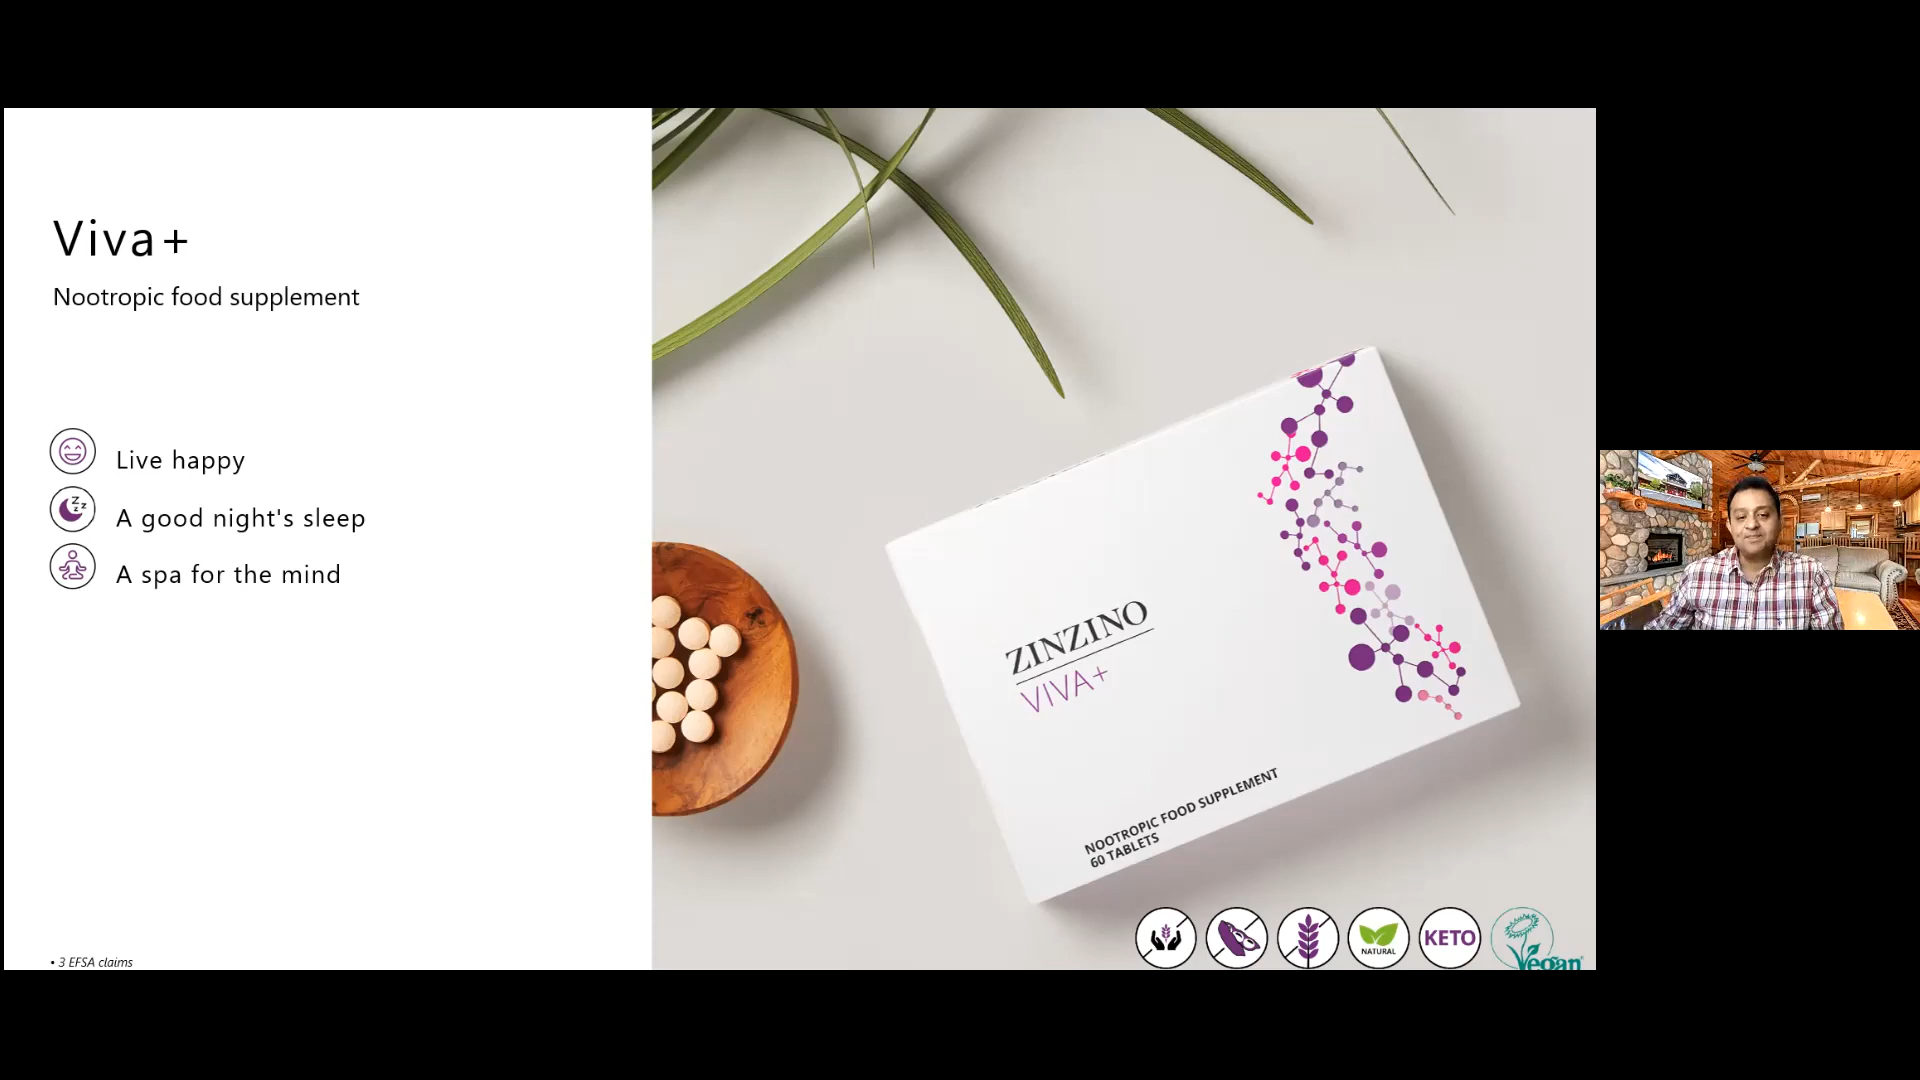 Viva+
Nootropic food supplement
Live happy
A good night's sleep
A spa for the mind
• 3 EFSA claims
ZINZINO
VIVA+
NOOTROPIC FOOD SUPPLEMENT
60 TABLETS
NATURAL
KETO
Vegan